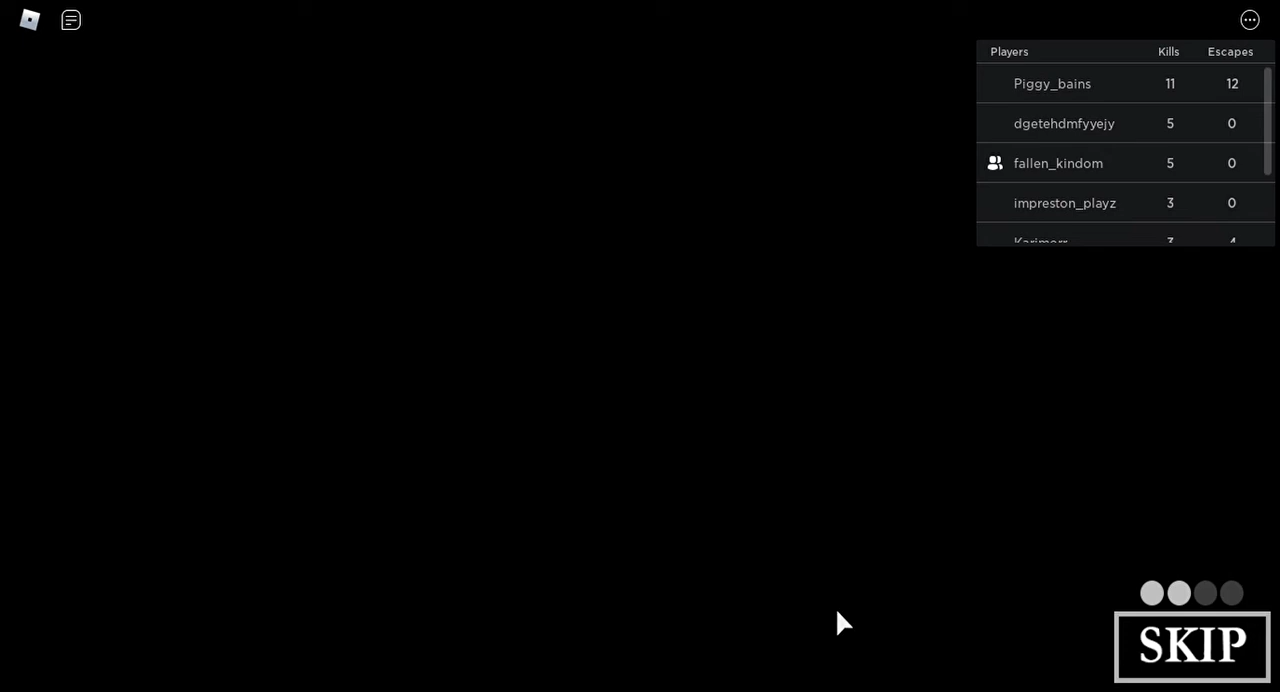 Players Kills Escapes
Piggy_bains 11 12
dgetehdmfyyejy 5 0
fallen_kindom 5 0
impreston_playz 3 0
SKIP